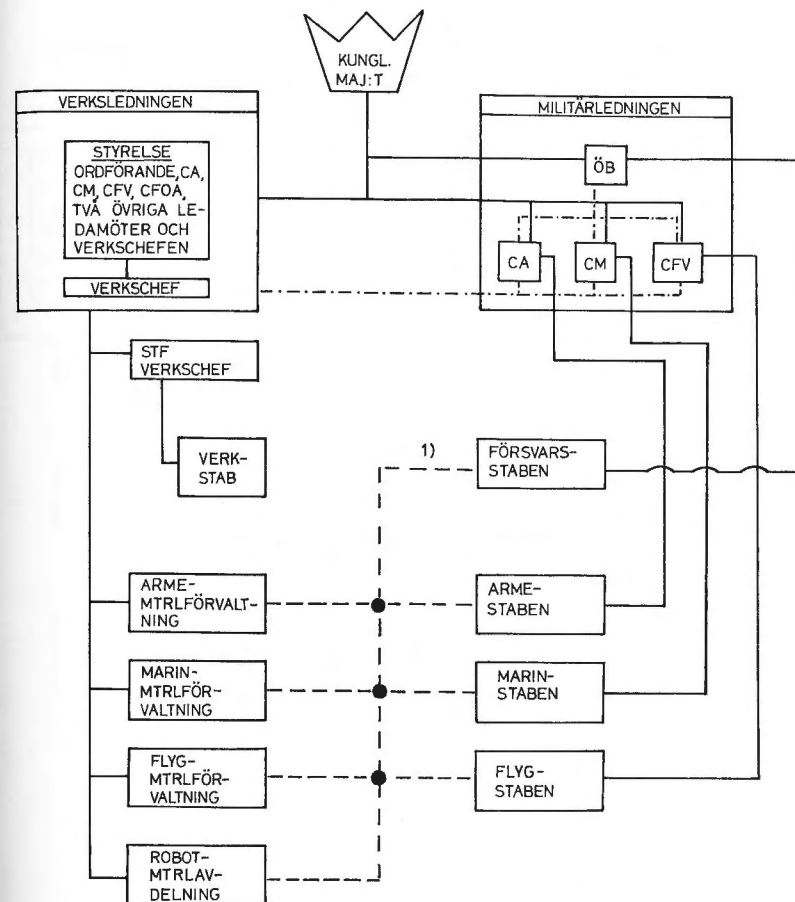 KUNGL.
MAJ:T
VERKSLEDNINGEN
STYRELSE
ORDFÖRANDE, CA,
CM, CFV, CFOA,
TVÅ ÖVRIGA LE-
DAMÖTER OCH
VERKSCHEFEN
VERKSCHEF
MILITÄRLEDNINGEN
ÖB
CA
CM
CFV
STF
VERKSCHEF
VERK-
STAB
1)
FÖRSVARS-
STABEN
ARME-
MTRLFÖRVALT-
NING
ARME-
STABEN
MARIN-
MTRLFÖR-
VALTNING
MARIN-
STABEN
FLYG-
MTRLFÖR-
VALTNING
FLYG-
STABEN
ROBOT-
MTRLAV-
DELNING